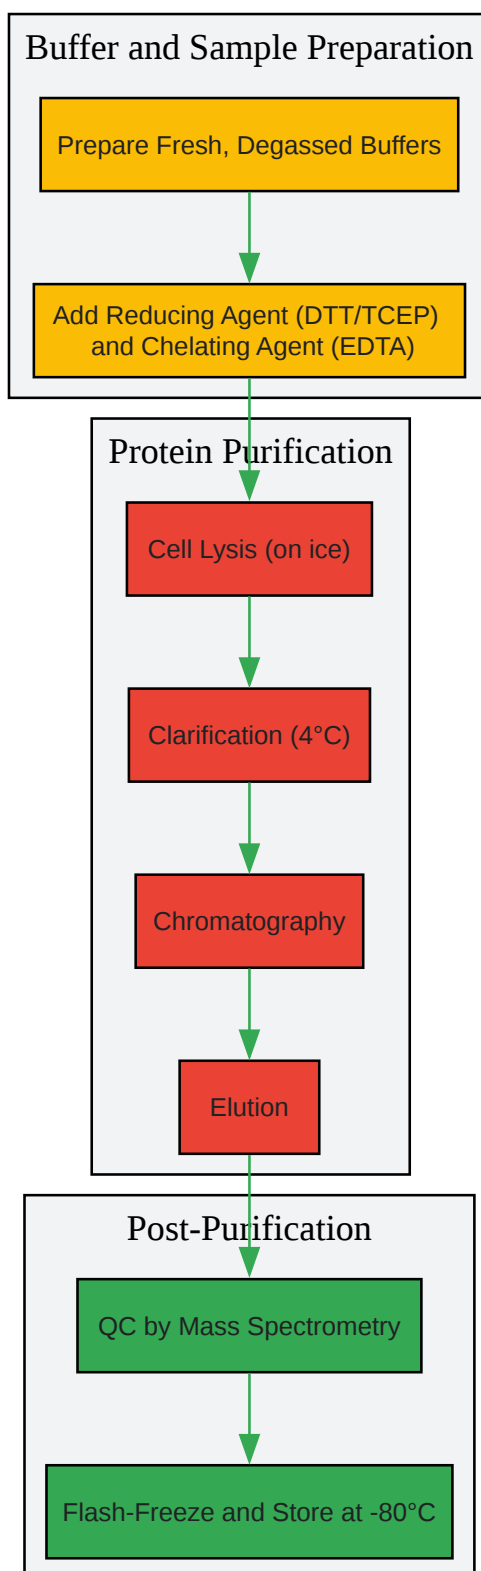 Buffer and Sample Preparation
Prepare Fresh, Degassed Buffers
Add Reducing Agent (DTT/TCEP)
and Chelating Agent (EDTA)
Protein Purification
Cell Lysis (on ice)
Clarification (4°C)
Chromatography
Elution
Post-Purification
QC by Mass Spectrometry
Flash-Freeze and Store at -80°C